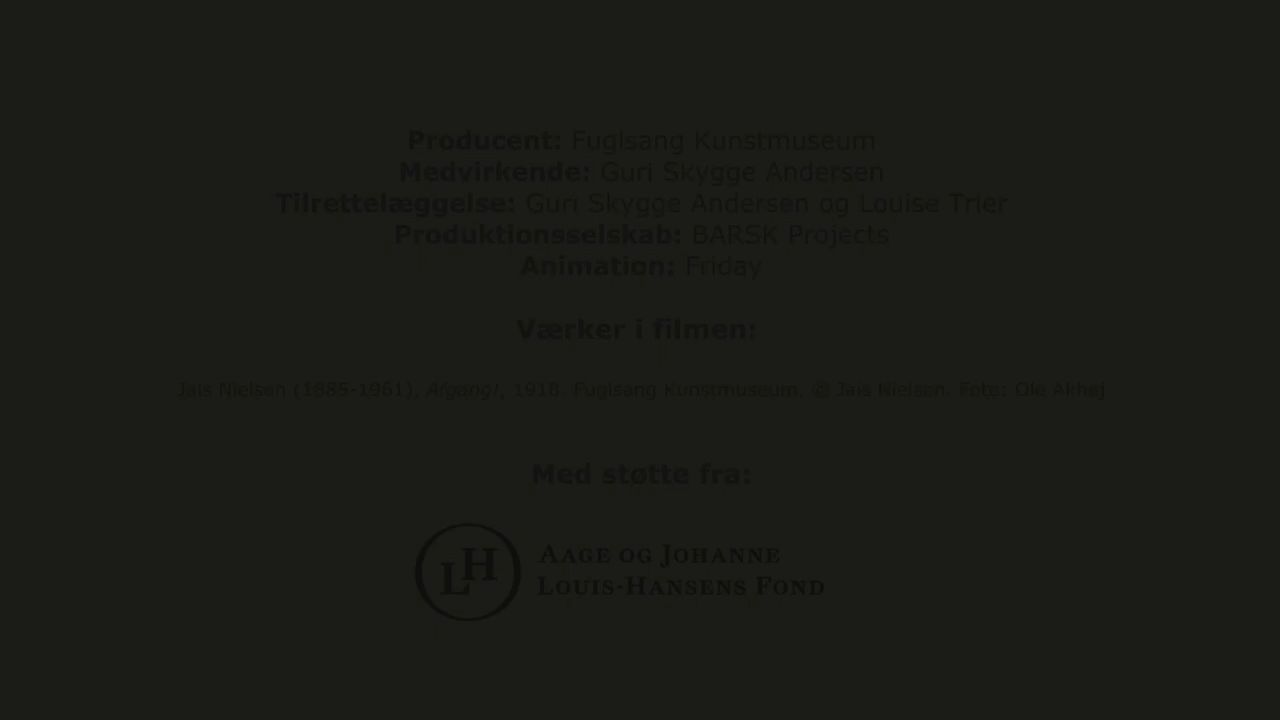 Producent: Fuglsang Kunstmuseum
Medvirkende: Guri Skygge Andersen
Tilrettelæggelse: Guri Skygge Andersen og Louise Trier
Produktionsselskab: BARSK Projects
Animation: Friday
Værker i filmen:
Jais Nielsen (1885-1961), Afgang!, 1918. Fuglsang Kunstmuseum. © Jais Nielsen. Foto: Ole Akhøj
Med støtte fra:
LH
AAGE OG JOHANNE
LOUIS-HANSENS FOND